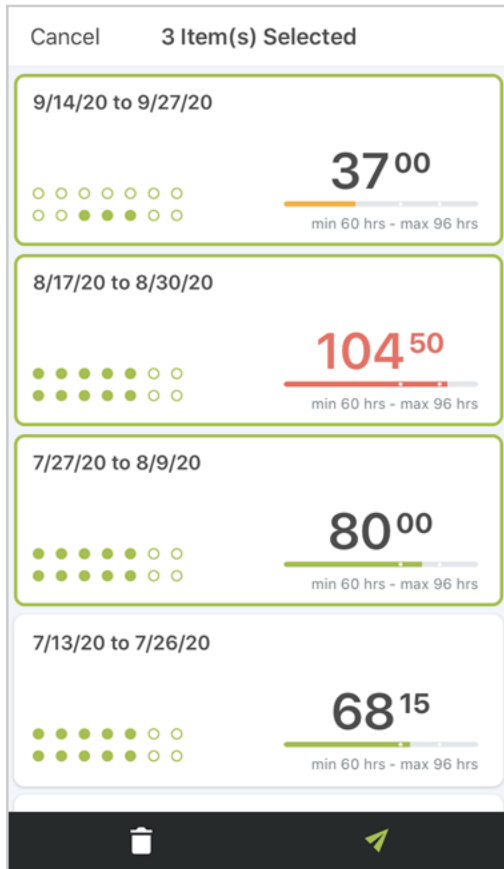 Cancel 3 Item(s) Selected
9/14/20 to 9/27/20
37 00
min 60 hrs - max 96 hrs
8/17/20 to 8/30/20
104 50
min 60 hrs - max 96 hrs
7/27/20 to 8/9/20
80 00
min 60 hrs - max 96 hrs
7/13/20 to 7/26/20
68 15
min 60 hrs - max 96 hrs